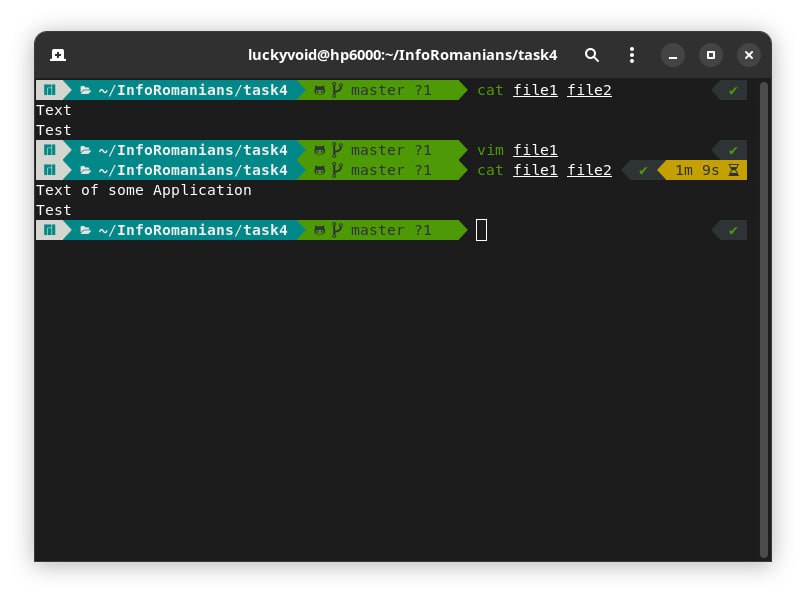 luckyvoid@hp6000:~/InfoRomanians/task4
~/InfoRomanians/task4 master ?1 cat file1 file2 ✔
Text
Test
~/InfoRomanians/task4 master ?1 vim file1 ✔
~/InfoRomanians/task4 master ?1 cat file1 file2 ✔ 1m 9s
Text of some Application
Test
~/InfoRomanians/task4 master ?1 ✔